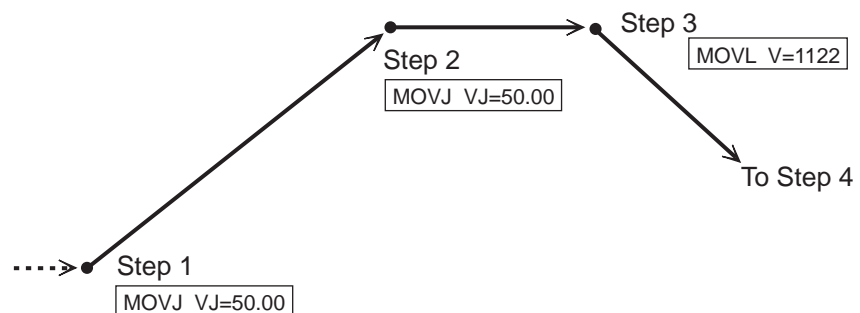 Step 3
MOVL V=1122
Step 2
MOVJ VJ=50.00
To Step 4
Step 1
MOVJ VJ=50.00